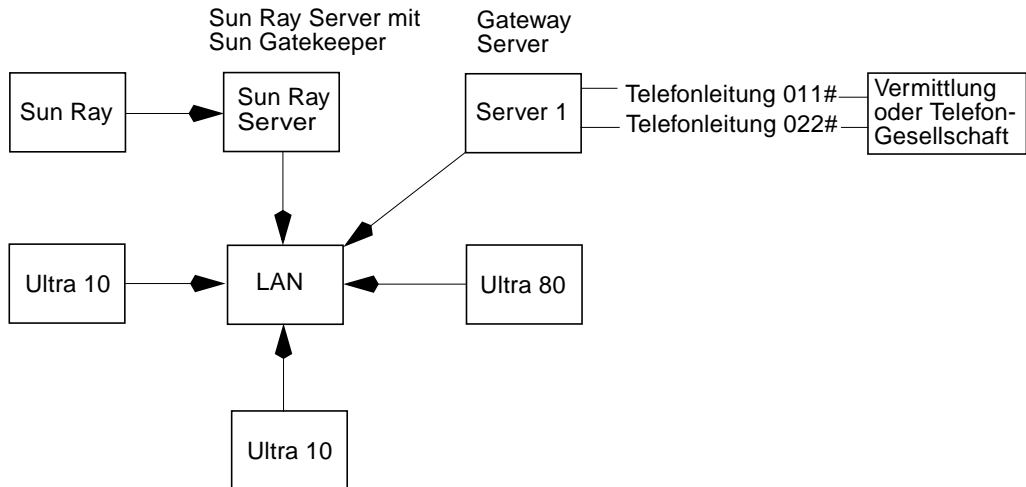 Sun Ray Server mit
Sun Gatekeeper
Gateway
Server
Sun Ray
Sun Ray
Server
Server 1
Telefonleitung 011#
Telefonleitung 022#
Vermittlung
oder Telefon-
Gesellschaft
Ultra 10
LAN
Ultra 80
Ultra 10